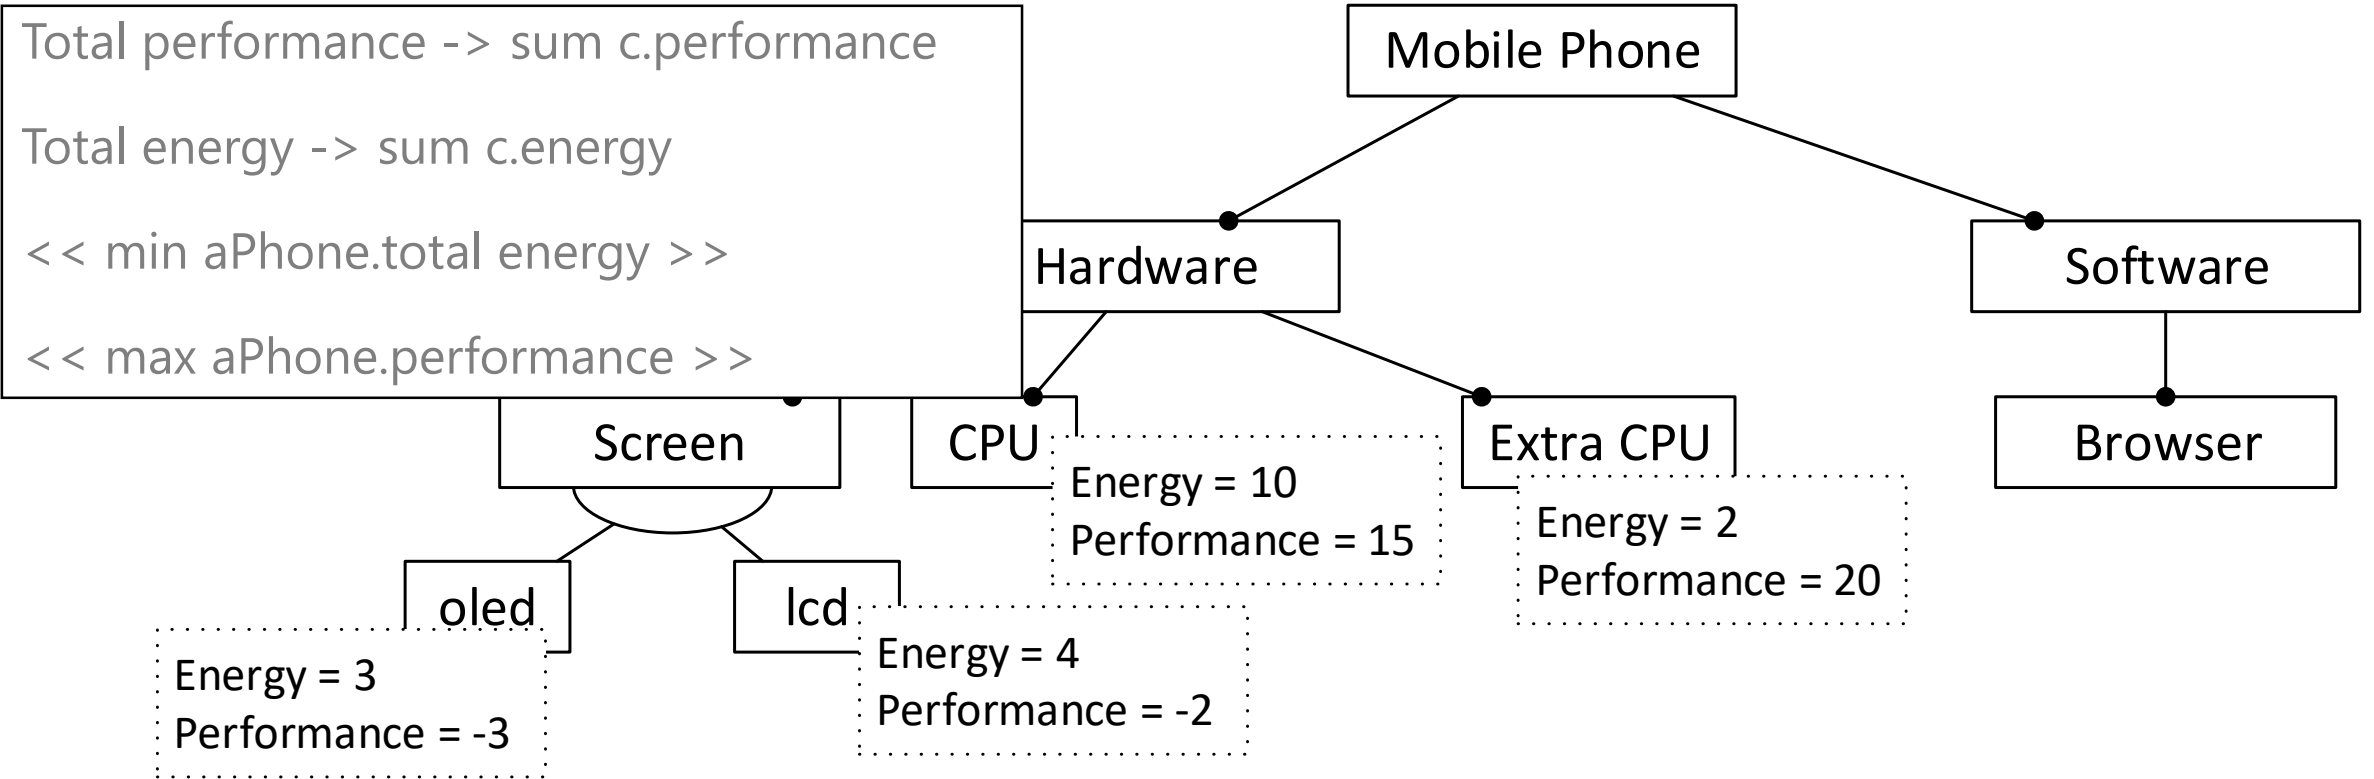 Total performance -> sum c.performance
Total energy -> sum c.energy
<< min aPhone.total energy >>
<< max aPhone.performance >>
Mobile Phone
Hardware
Software
Screen
CPU
Extra CPU
Browser
Energy = 10
Performance = 15
Energy = 2
Performance = 20
oled
lcd
Energy = 3
Performance = -3
Energy = 4
Performance = -2